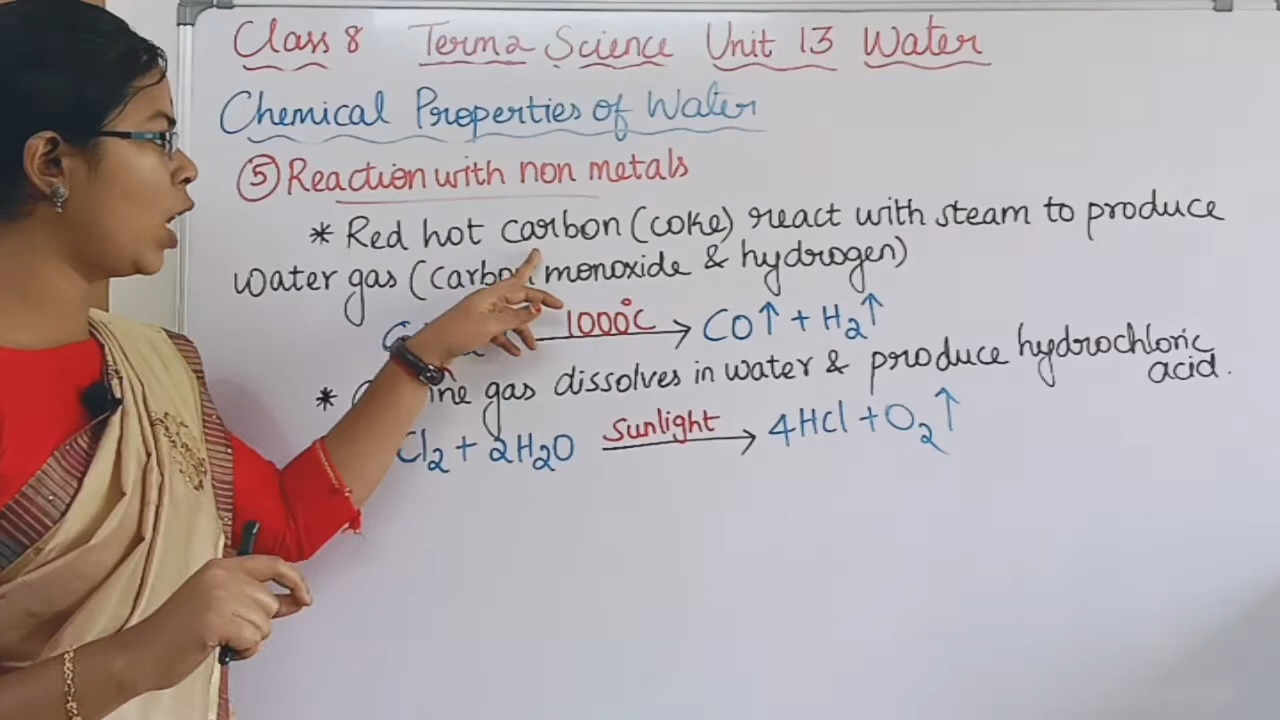 Class 8 Term 2 Science Unit 13 Water
Chemical Properties of Water
⑤ Reaction with non metals
* Red hot carbon (coke) react with steam to produce
water gas (carbon monoxide & hydrogen)
1000°C → CO↑ + H₂↑
* gas dissolves in water & produce hydrochloric
acid.
Cl₂ + 2H₂O Sunlight → 4HCl + O₂↑